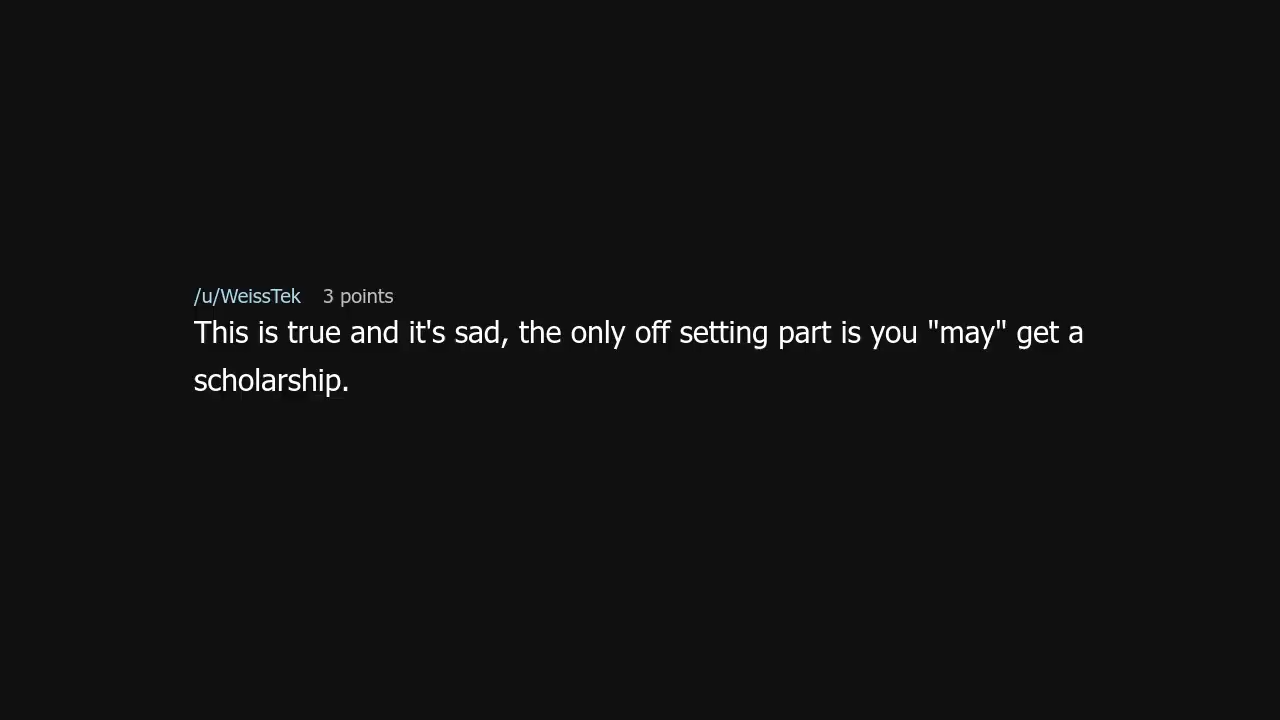 /u/WeissTek 3 points
This is true and it's sad, the only off setting part is you "may" get a
scholarship.